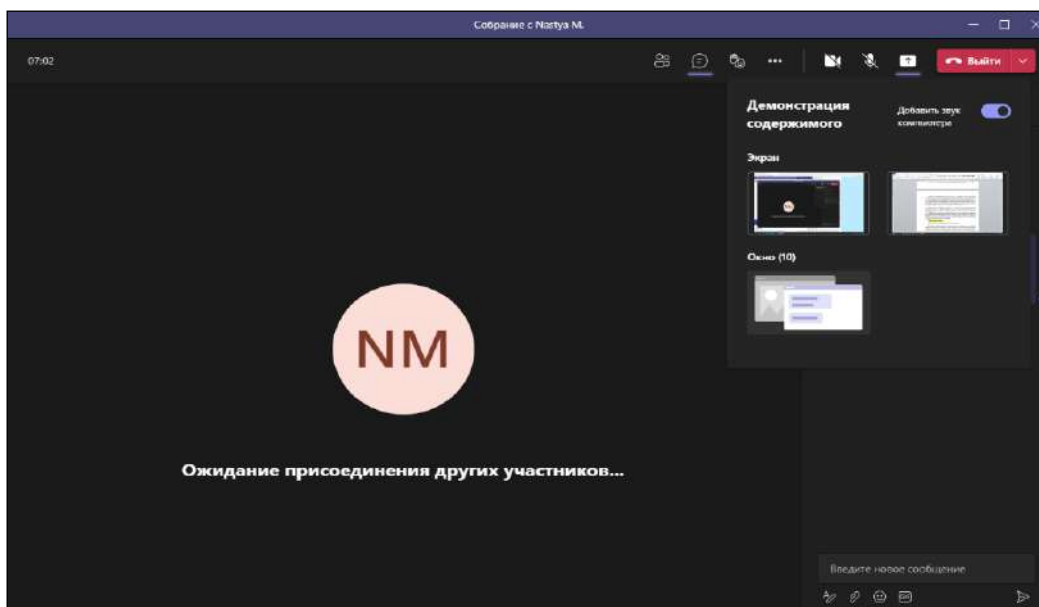 Собрание с Nastya M.
07:02
Выйти
Демонстрация
содержимого
Добавить звук
компьютера
Экран
Окно (10)
NM
Ожидание присоединения других участников...
Введите новое сообщение